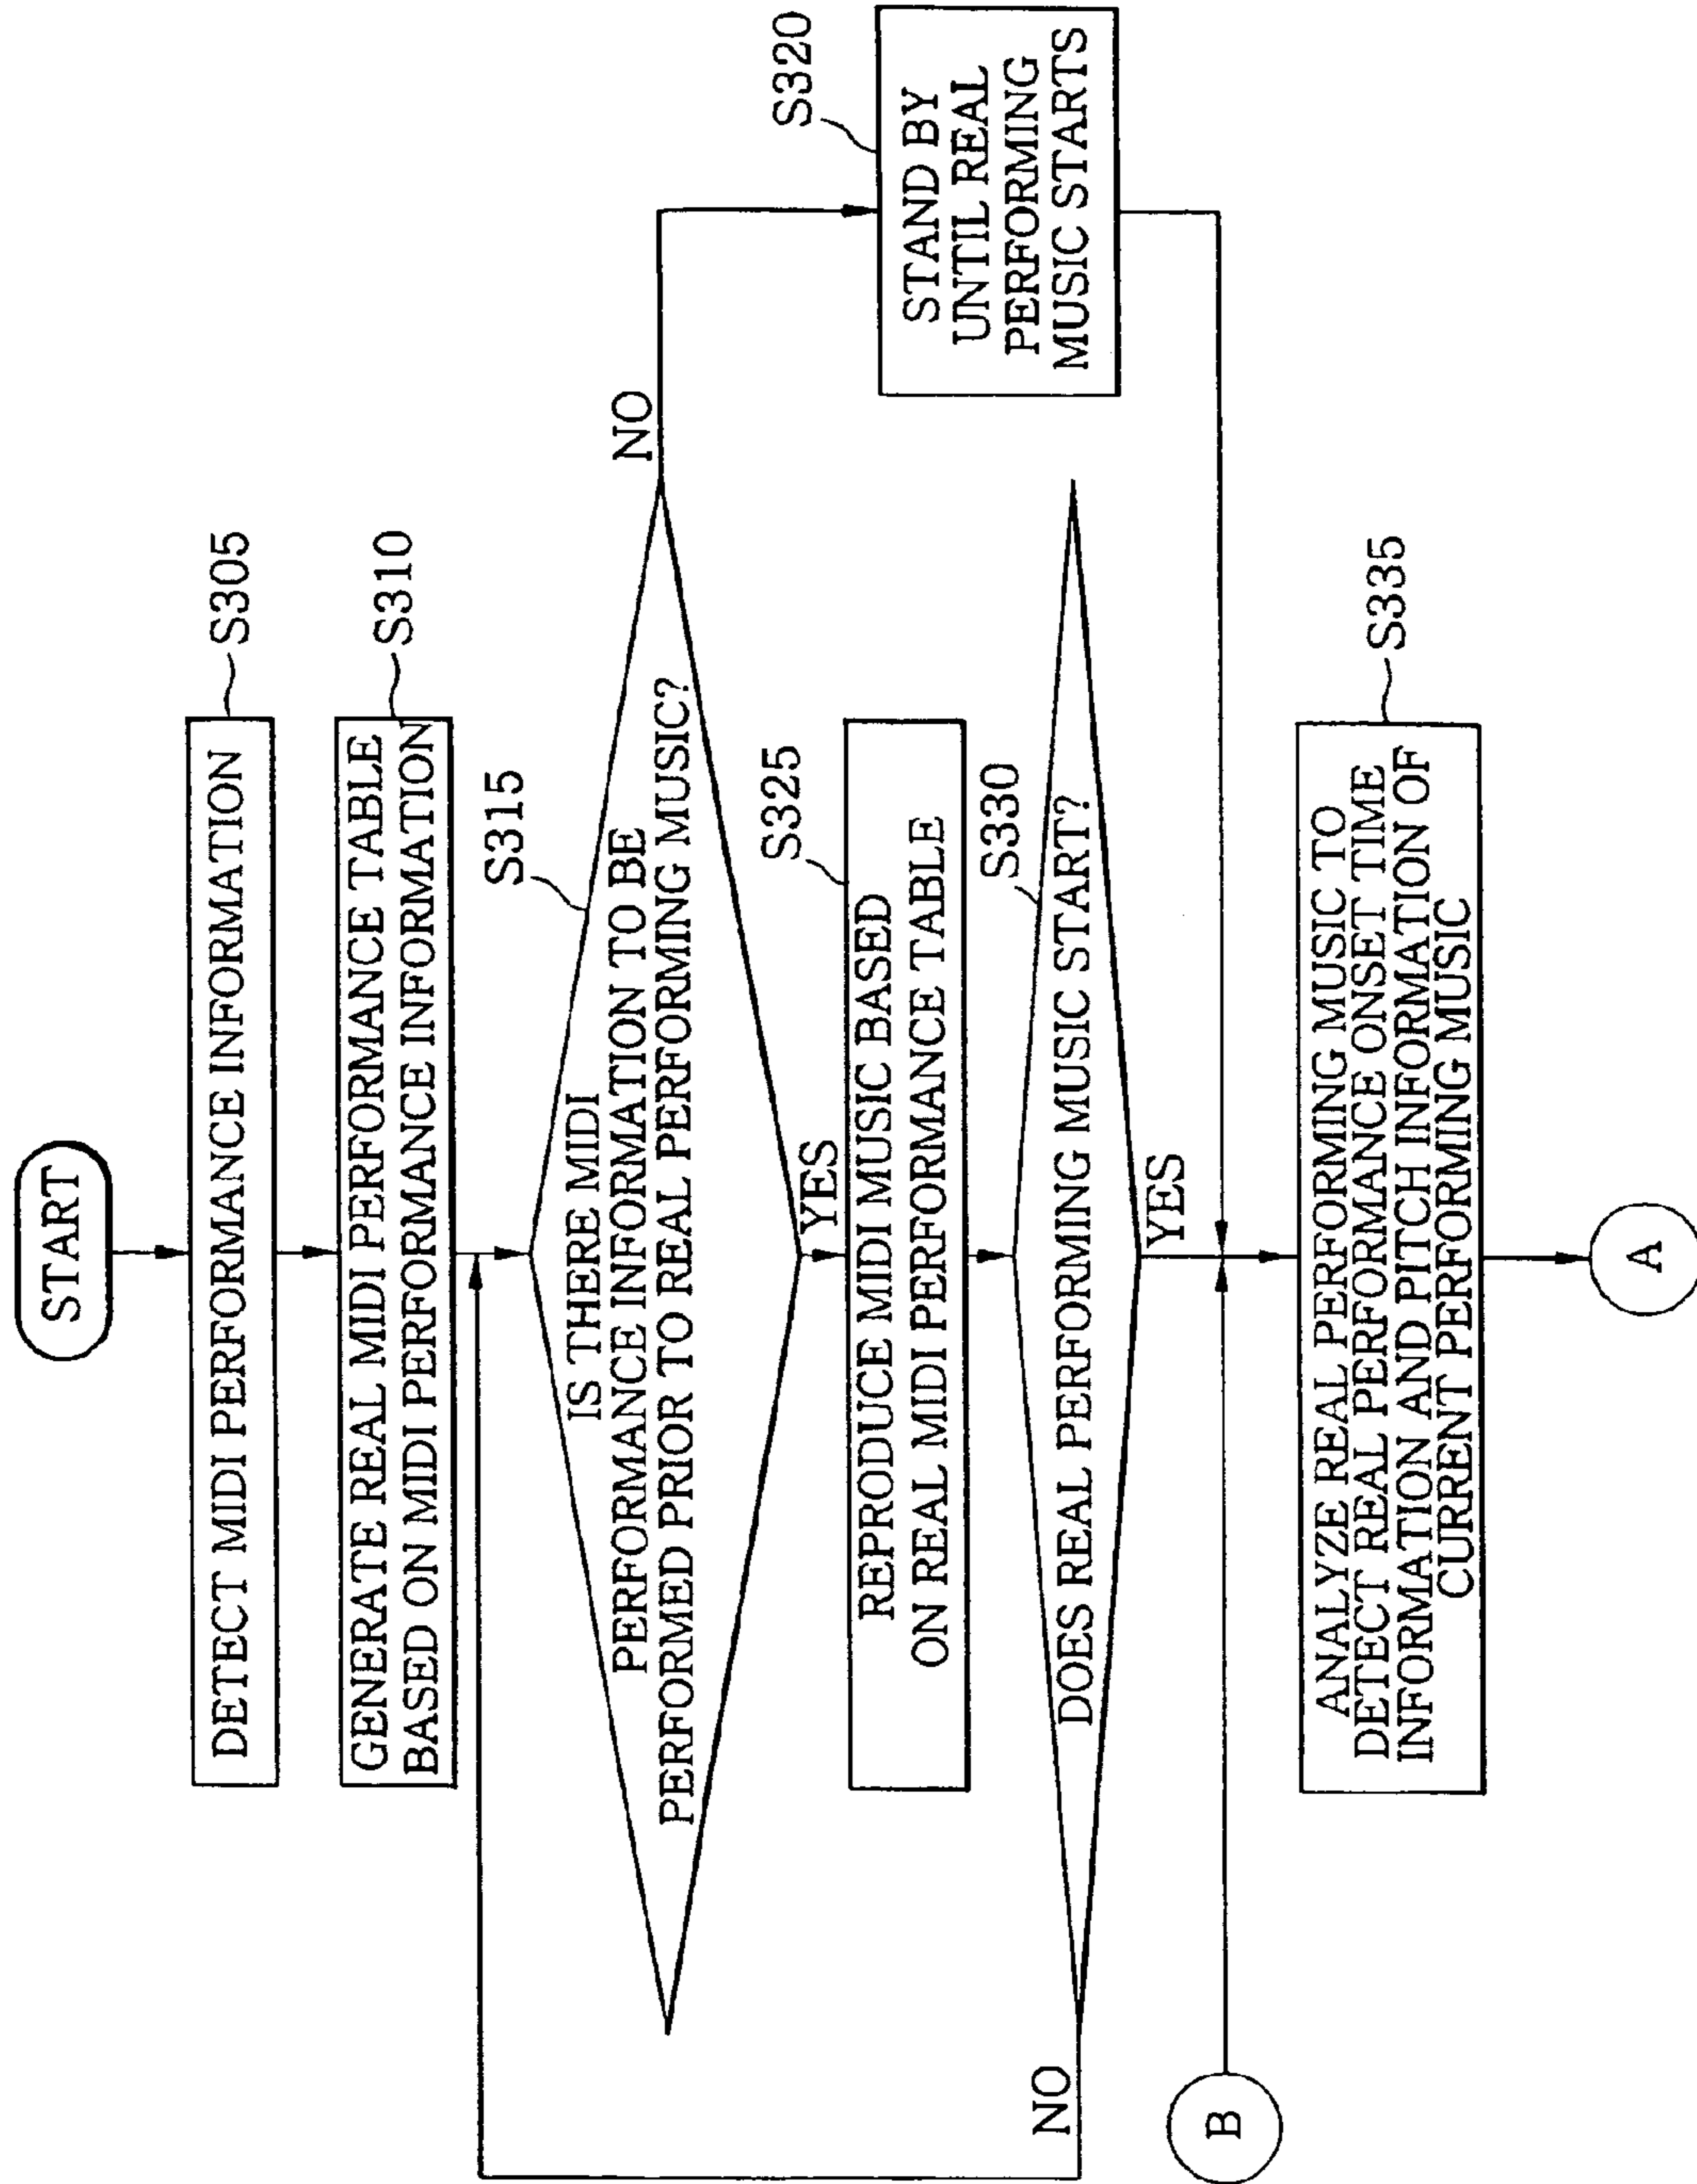 START
DETECT MIDI PERFORMANCE INFORMATION
S305
GENERATE REAL MIDI PERFORMANCE TABLE
BASED ON MIDI PERFORMANCE INFORMATION
S310
S315
IS THERE MIDI
PERFORMANCE INFORMATION TO BE
PERFORMED PRIOR TO REAL PERFORMING MUSIC?
NO
YES
S320
STAND BY
UNTIL REAL
PERFORMING
MUSIC STARTS
S325
REPRODUCE MIDI MUSIC BASED
ON REAL MIDI PERFORMANCE TABLE
S330
DOES REAL PERFORMING MUSIC START?
NO
YES
B
S335
ANALYZE REAL PERFORMING MUSIC TO
DETECT REAL PERFORMANCE ONSET TIME
INFORMATION AND PITCH INFORMATION OF
CURRENT PERFORMING MUSIC
A